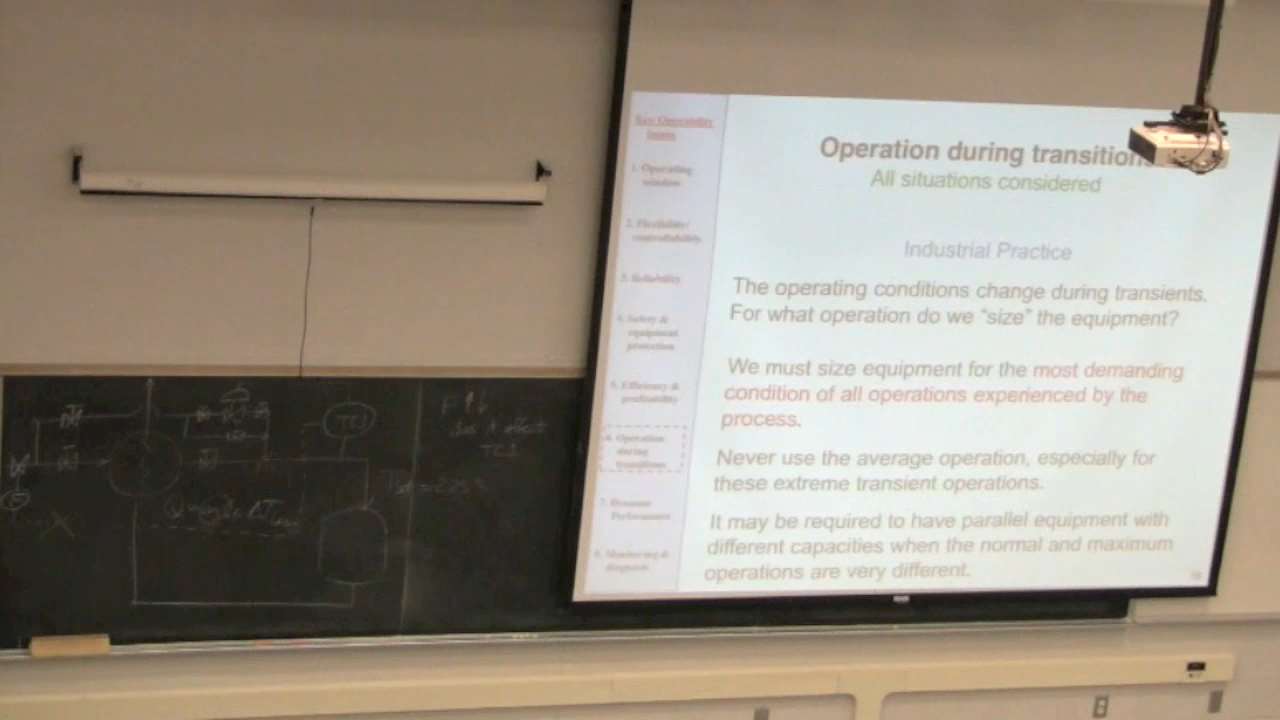 Key Operability
Issues
1. Operating
window
2. Flexibility/
controllability
3. Reliability
4. Safety &
equipment
protection
5. Efficiency &
profitability
6. Operation
during
transitions
7. Dynamic
Performance
8. Monitoring &
diagnosis
Operation during transitions
All situations considered
Industrial Practice
The operating conditions change during transients.
For what operation do we “size” the equipment?
We must size equipment for the most demanding
condition of all operations experienced by the
process.
Never use the average operation, especially for
these extreme transient operations.
It may be required to have parallel equipment with
different capacities when the normal and maximum
operations are very different.
TC1
TC1